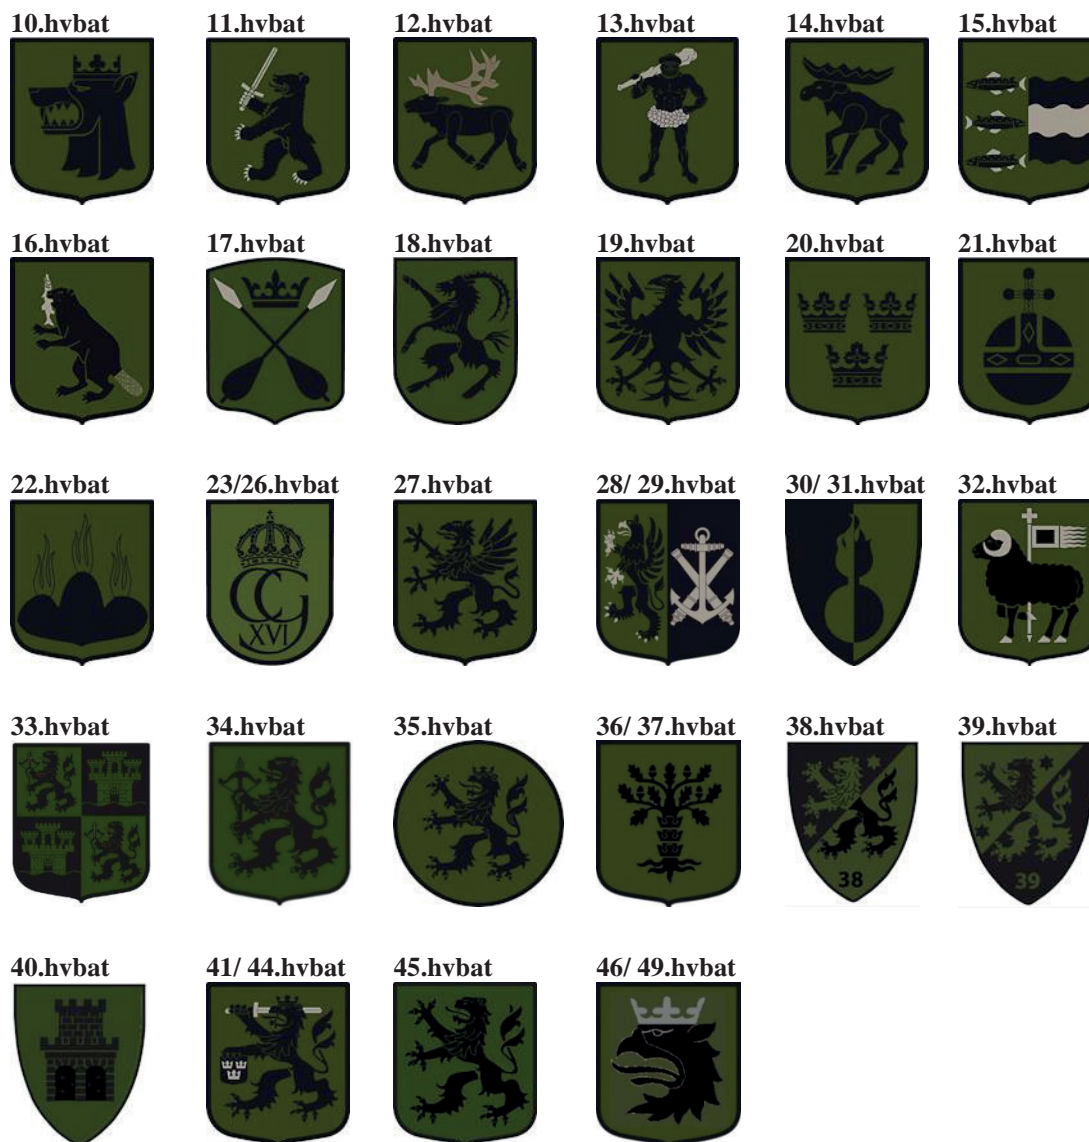 10.hvbat 11.hvbat 12.hvbat 13.hvbat 14.hvbat 15.hvbat
16.hvbat 17.hvbat 18.hvbat 19.hvbat 20.hvbat 21.hvbat
22.hvbat 23/26.hvbat 27.hvbat 28/ 29.hvbat 30/ 31.hvbat 32.hvbat
CG
XVI
33.hvbat 34.hvbat 35.hvbat 36/ 37.hvbat 38.hvbat 39.hvbat
38 39
40.hvbat 41/ 44.hvbat 45.hvbat 46/ 49.hvbat